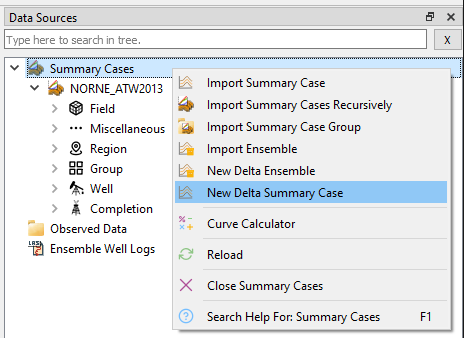 Data Sources
Type here to search in tree.
X
Summary Cases
NORNE_ATW2013
Field
Miscellaneous
Region
Group
Well
Completion
Observed Data
LAS
Ensemble Well Logs
Import Summary Case
Import Summary Cases Recursively
Import Summary Case Group
Import Ensemble
New Delta Ensemble
New Delta Summary Case
Curve Calculator
Reload
Close Summary Cases
Search Help For: Summary Cases F1